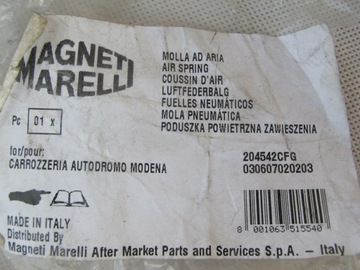 MAGNETI
MARELLI
MOLLA AD ARIA
AIR SPRING
COUSSIN D'AIR
LUFTFEDERBALG
FUELLES NEUMÁTICOS
MOLA PNEUMÁTICA
PODUSZKA POWIETRZNA ZAWIESZENIA
Pc 01 x
for/pour:
CARROZZERIA AUTODROMO MODENA
204542CFG
030607020203
8 001063 515540
MADE IN ITALY
Distributed By
Magneti Marelli After Market Parts and Services S.p.A. - Italy